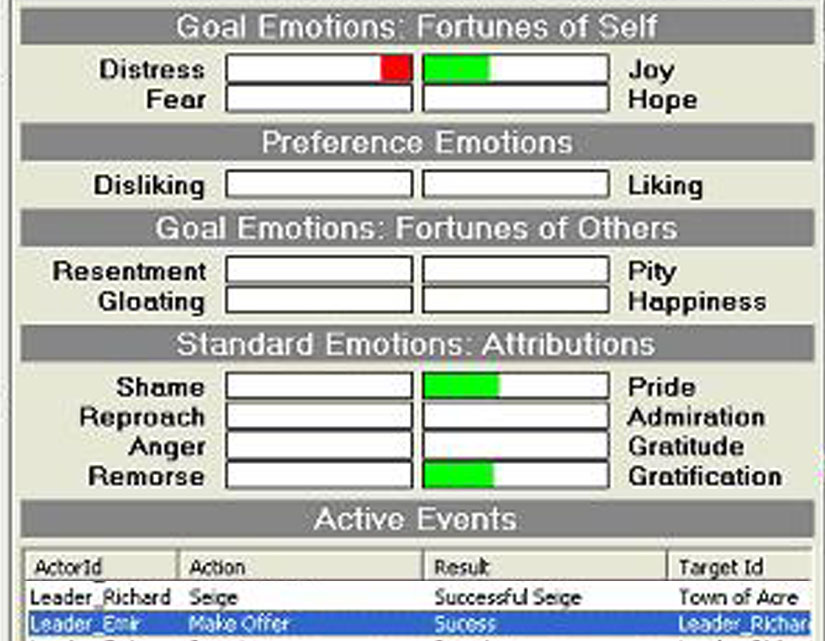 Goal Emotions: Fortunes of Self
Distress Joy
Fear Hope
Preference Emotions
Disliking Liking
Goal Emotions: Fortunes of Others
Resentment Pity
Gloating Happiness
Standard Emotions: Attributions
Shame Pride
Reproach Admiration
Anger Gratitude
Remorse Gratification
Active Events
ActorId Action Result Target Id
Leader_Richard Seige Successful Seige Town of Acre
Leader_Emir Make Offer Sucess Leader_Richar